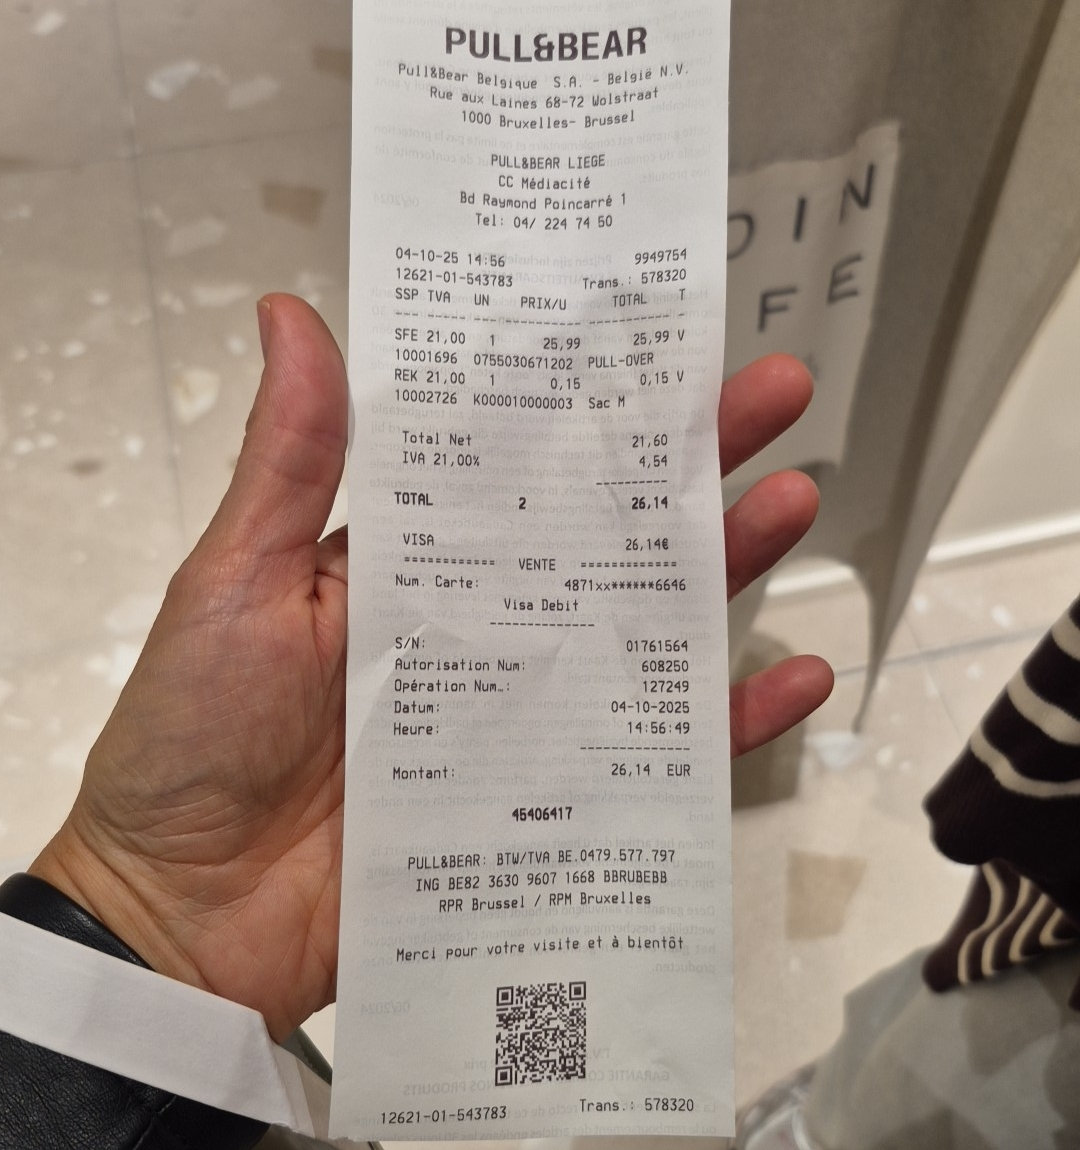 PULL&BEAR
Pull&Bear Belgique S.A. - België N.V.
Rue aux Laines 68-72 Wolstraat
1000 Bruxelles- Brussel
PULL&BEAR LIEGE
CC Médiacité
Bd Raymond Poincarré 1
Tel: 04/ 224 74 50
04-10-25 14:56 9949754
12621-01-543783 Trans.: 578320
SSP TVA UN PRIX/U TOTAL T
SFE 21,00 1 25,99 25,99 V
10001696 0755030671202 PULL-OVER
REK 21,00 1 0,15 0,15 V
10002726 K000010000003 Sac M
Total Net 21,60
IVA 21,00% 4,54
TOTAL 2 26,14
VISA 26,14€
============ VENTE =============
Num. Carte: 4871xx******6646
Visa Debit
S/N: 01761564
Autorisation Num: 608250
Opération Num.: 127249
Datum: 04-10-2025
Heure: 14:56:49
Montant: 26,14 EUR
45406417
PULL&BEAR: BTW/TVA BE.0479.577.797
ING BE82 3630 9607 1668 BBRUBEBB
RPR Brussel / RPM Bruxelles
Merci pour votre visite et à bientôt
12621-01-543783 Trans.: 578320
OIN
FE